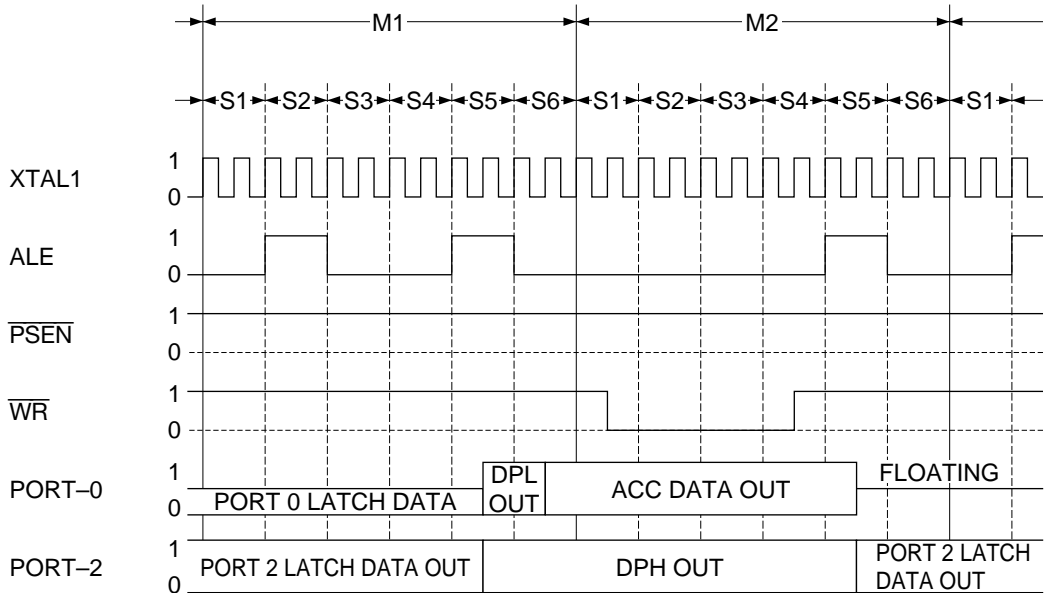 M1 M2
S1 S2 S3 S4 S5 S6 S1 S2 S3 S4 S5 S6 S1
XTAL1 1
0
ALE 1
0
PSEN 1
0
WR 1
0
PORT–0 1
0
PORT 0 LATCH DATA
DPL
OUT
ACC DATA OUT
FLOATING
PORT–2 1
0
PORT 2 LATCH DATA OUT
DPH OUT
PORT 2 LATCH
DATA OUT